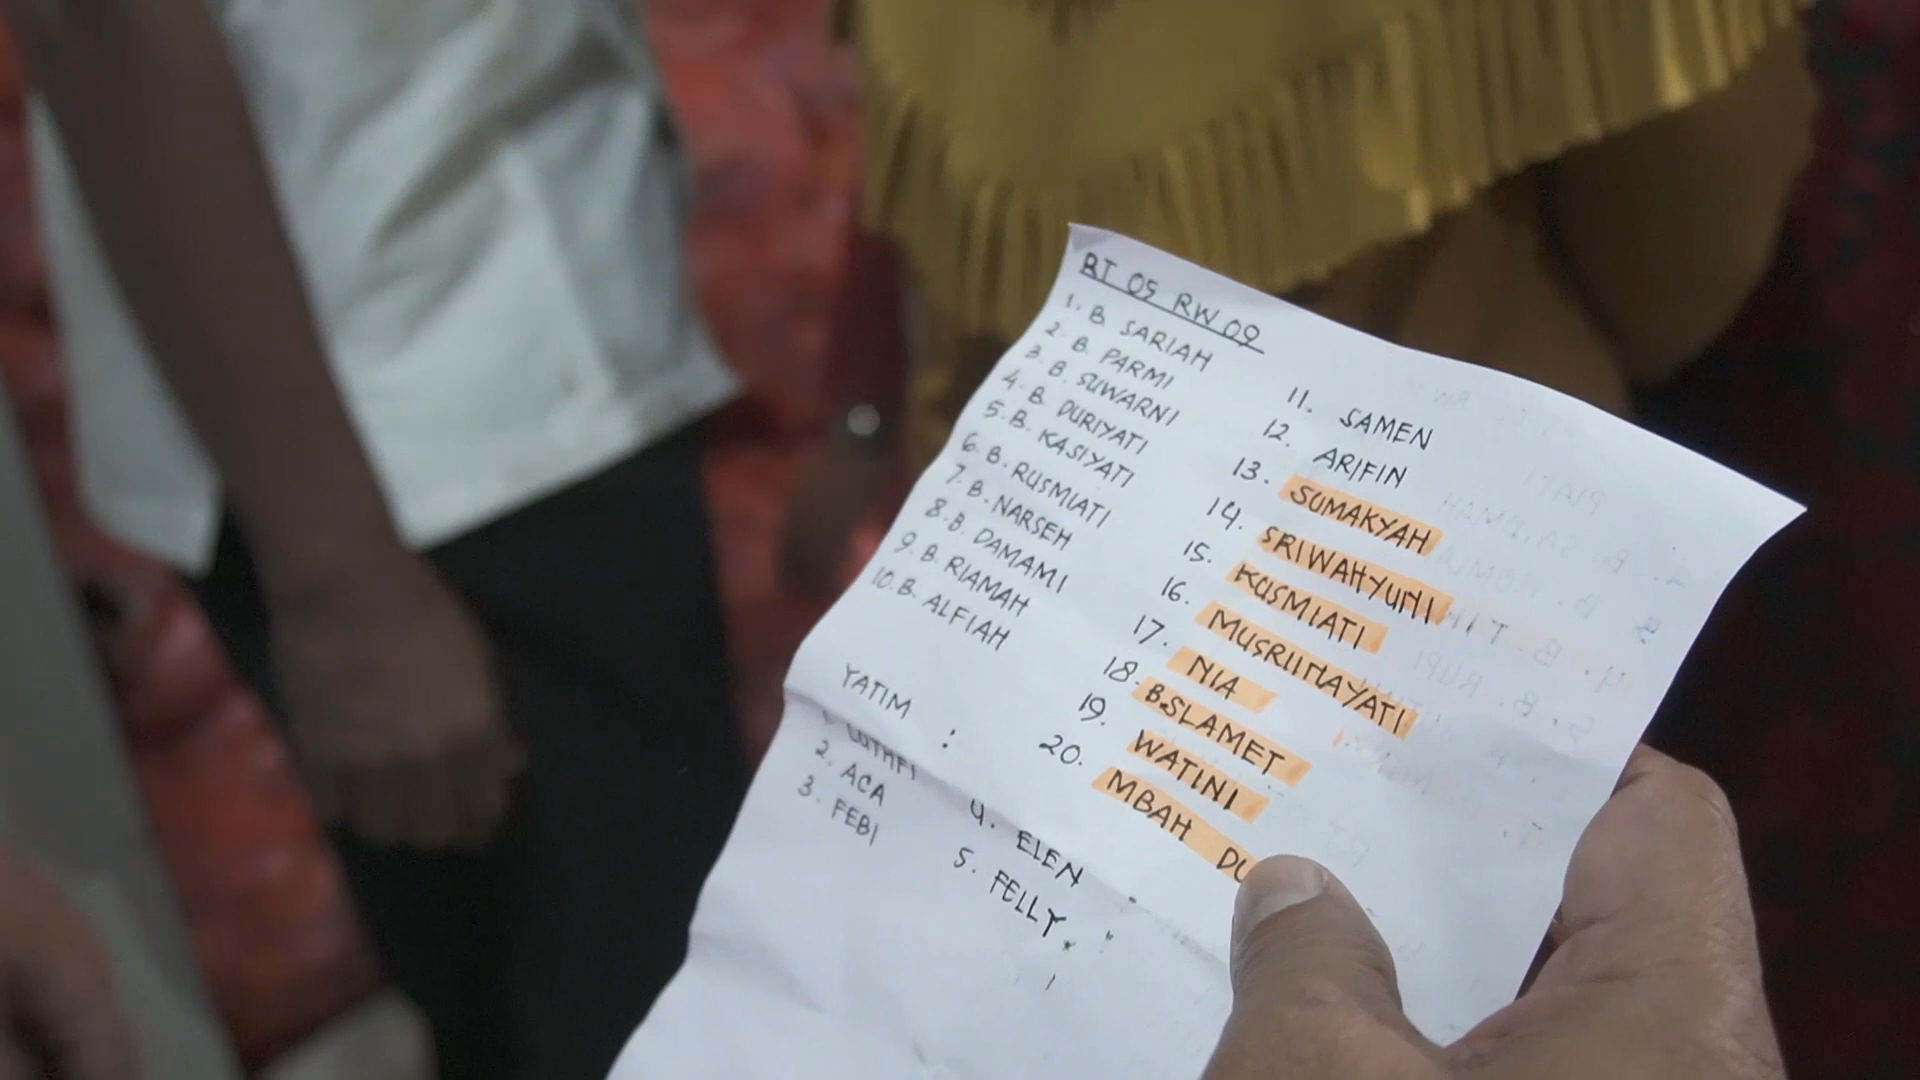 RT 05 RW 09
1. B. SARIAH
2. B. PARMI
3. B. SUWARNI
4. B. DURIYATI
5. B. KASIYATI
6. B. RUSMIATI
7. B. NARSEH
8. B. DAMAMI
9. B. RIAMAH
10. B. ALFIAH
11. SAMEN
12. ARIFIN
13. SUMAKYAH
14. SRIWAHYUNI
15. KUSMIATI
16. MUSRIMAYATI
17. NIA
18. B. SLAMET
19. WATINI
20. MBAH DU
YATIM :
LUTHFI
2. ACA
3. FEBI
4. ELEN
5. FELLY